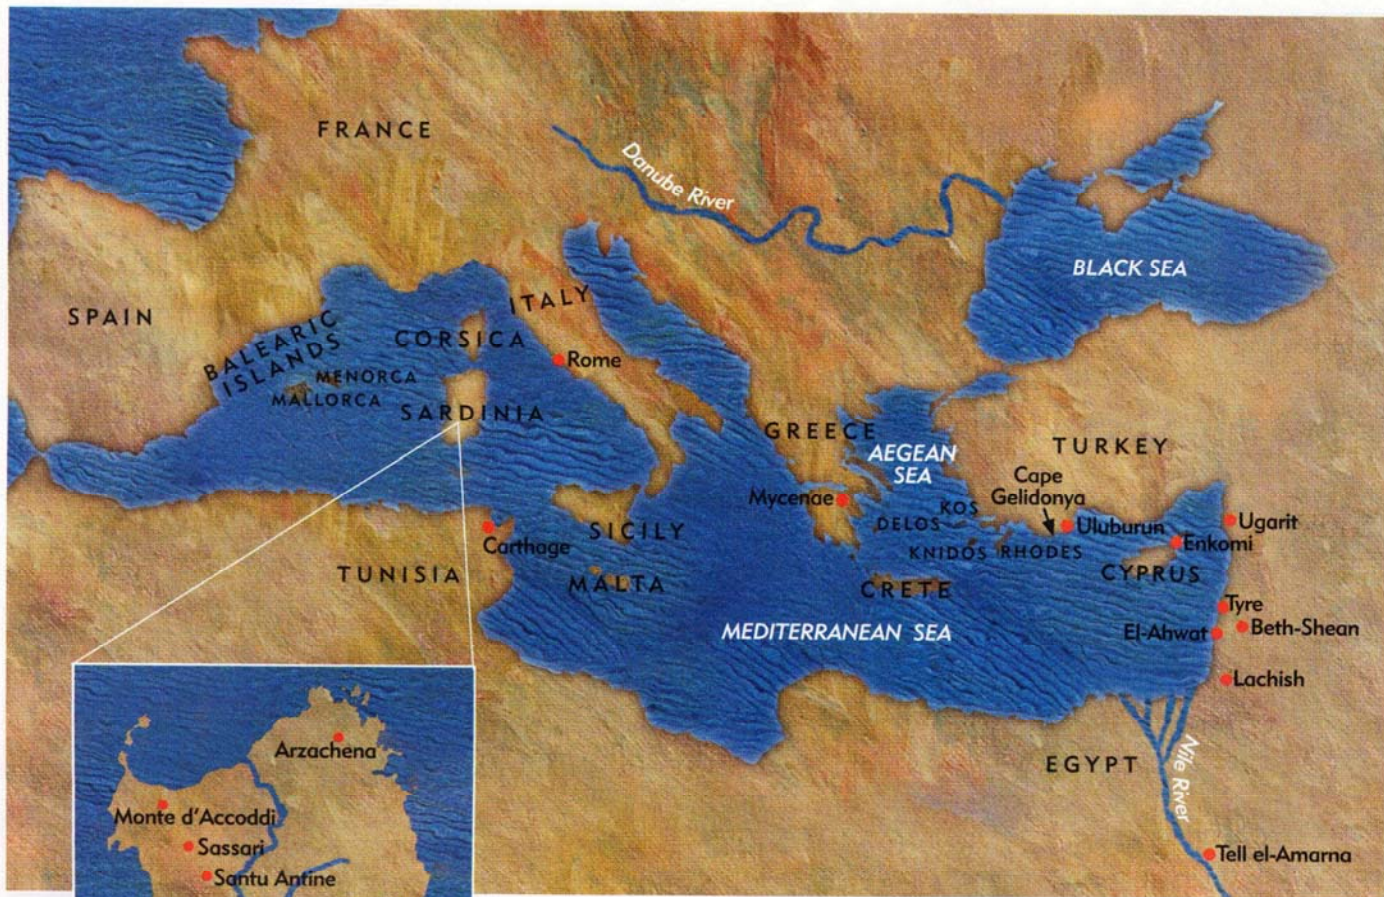 FRANCE
Danube River
BLACK SEA
SPAIN
ITALY
BALEARIC
ISLANDS
CORSICA
Rome
MENORCA
MALLORCA
SARDINIA
GREECE
AEGEAN
SEA
TURKEY
Cape
Gelidonya
Mycenae
KOS
DELOS
Uluburun
Ugarit
Carthage
SICILY
KNIDOS
RHODES
Enkomi
TUNISIA
MALTA
CRETE
CYPRUS
Tyre
MEDITERRANEAN SEA
El-Ahwat
Beth-Shean
Lachish
EGYPT
Nile River
Tell el-Amarna
Arzachena
Monte d'Accoddi
Sassari
Santu Antine